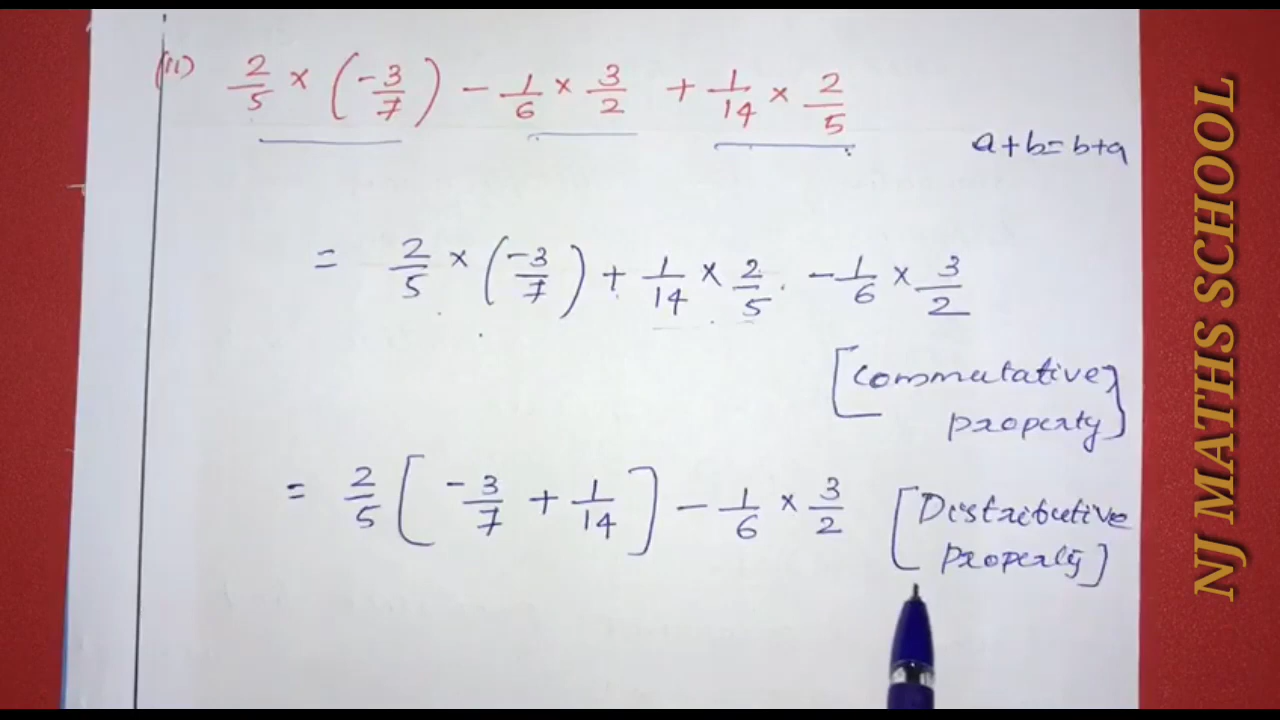 (ii) 2/5 × (-3/7) - 1/6 × 3/2 + 1/14 × 2/5
a+b=b+a
= 2/5 × (-3/7) + 1/14 × 2/5 - 1/6 × 3/2
[Commutative
property]
= 2/5 [-3/7 + 1/14] - 1/6 × 3/2
[Distributive
property]
NJ MATHS SCHOOL